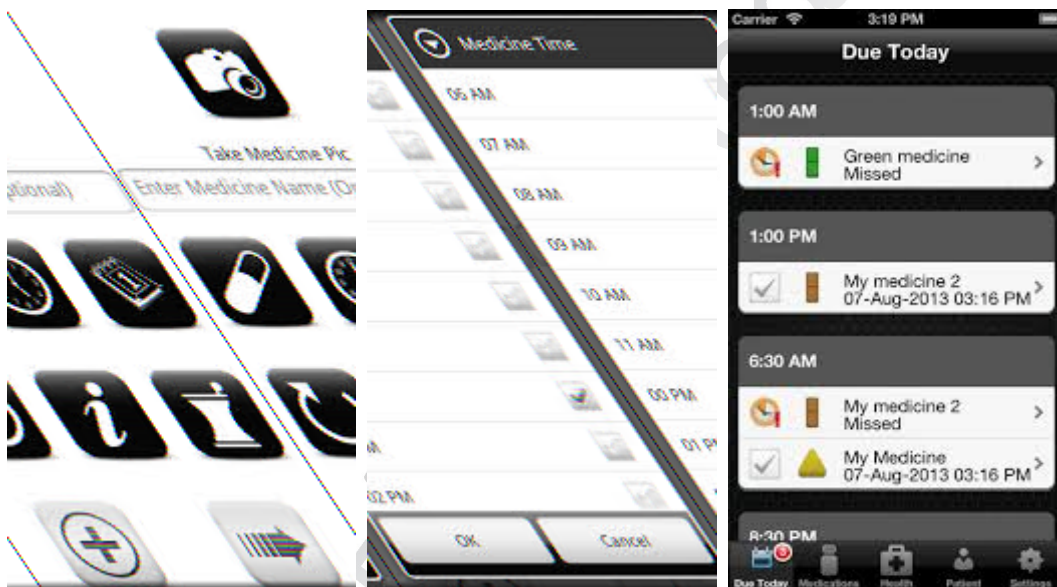 Take Medicine Pic
ptional)
Enter Medicine Name (Or
Medicine Time
06 AM
07 AM
08 AM
09 AM
10 AM
11 AM
00 PM
01 P
02 PM
OK
Cancel
Carrier
3:19 PM
Due Today
1:00 AM
Green medicine
Missed
1:00 PM
My medicine 2
07-Aug-2013 03:16 PM
6:30 AM
My medicine 2
Missed
My Medicine
07-Aug-2013 03:16 PM
8:30 PM
3
Due Today Medications Health Patient Settings